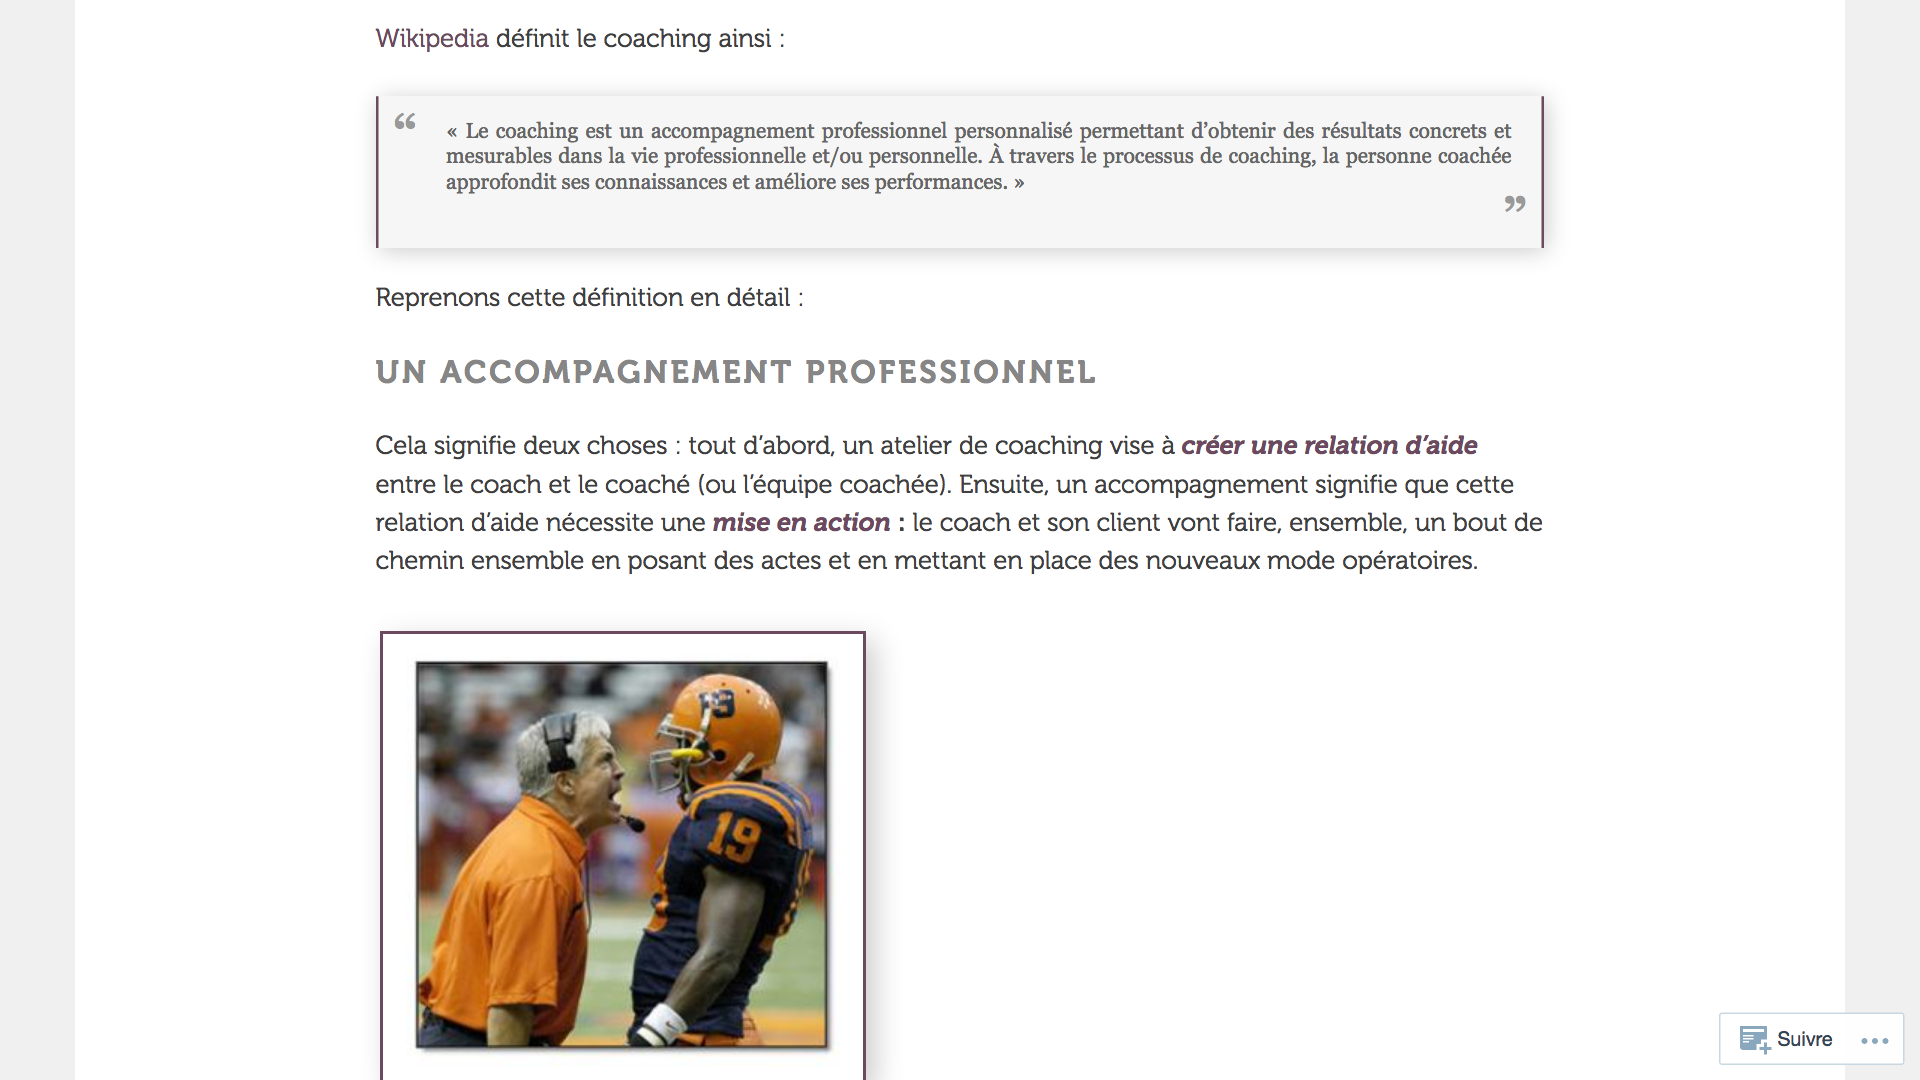 Wikipedia définit le coaching ainsi :
“
« Le coaching est un accompagnement professionnel personnalisé permettant d’obtenir des résultats concrets et
mesurables dans la vie professionnelle et/ou personnelle. À travers le processus de coaching, la personne coachée
approfondit ses connaissances et améliore ses performances. »
”
Reprenons cette définition en détail :
UN ACCOMPAGNEMENT PROFESSIONNEL
Cela signifie deux choses : tout d’abord, un atelier de coaching vise à créer une relation d’aide
entre le coach et le coaché (ou l’équipe coachée). Ensuite, un accompagnement signifie que cette
relation d’aide nécessite une mise en action : le coach et son client vont faire, ensemble, un bout de
chemin ensemble en posant des actes et en mettant en place des nouveaux mode opératoires.
19
Suivre